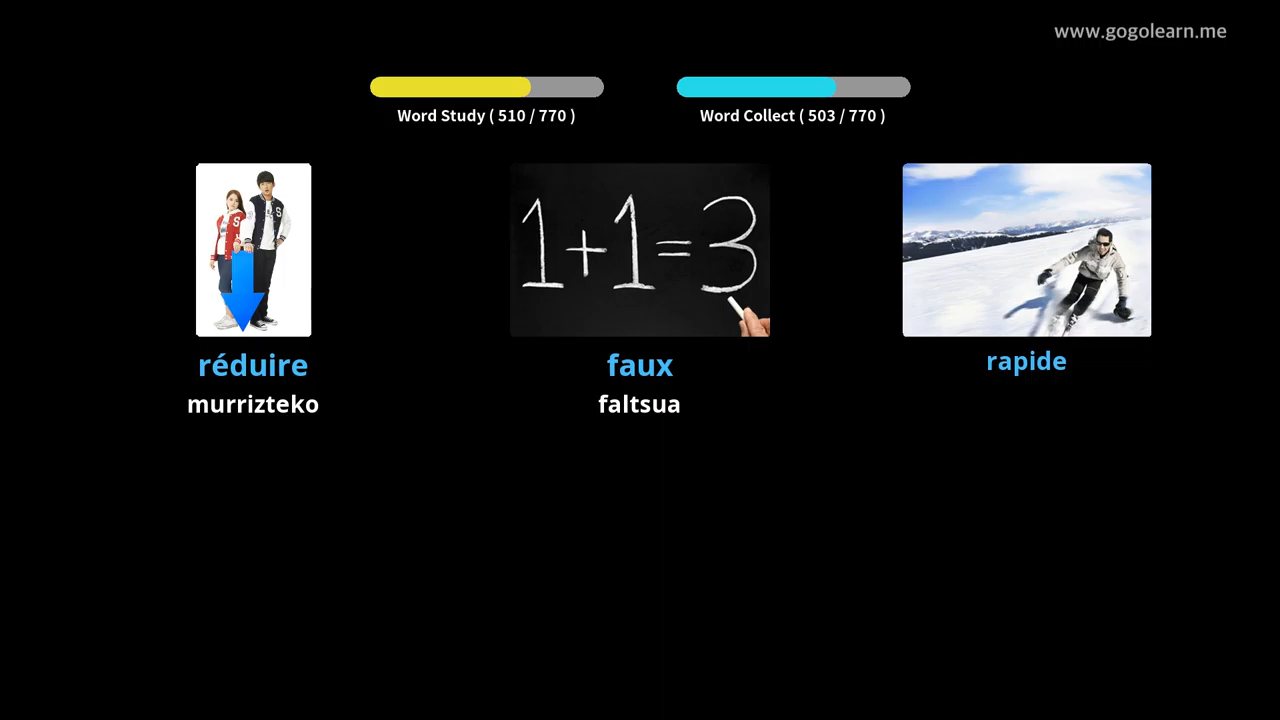 www.gogolearn.me
Word Study ( 510 / 770 )
Word Collect ( 503 / 770 )
S
S
1+1=3
réduire
faux
rapide
murrizteko
faltsua